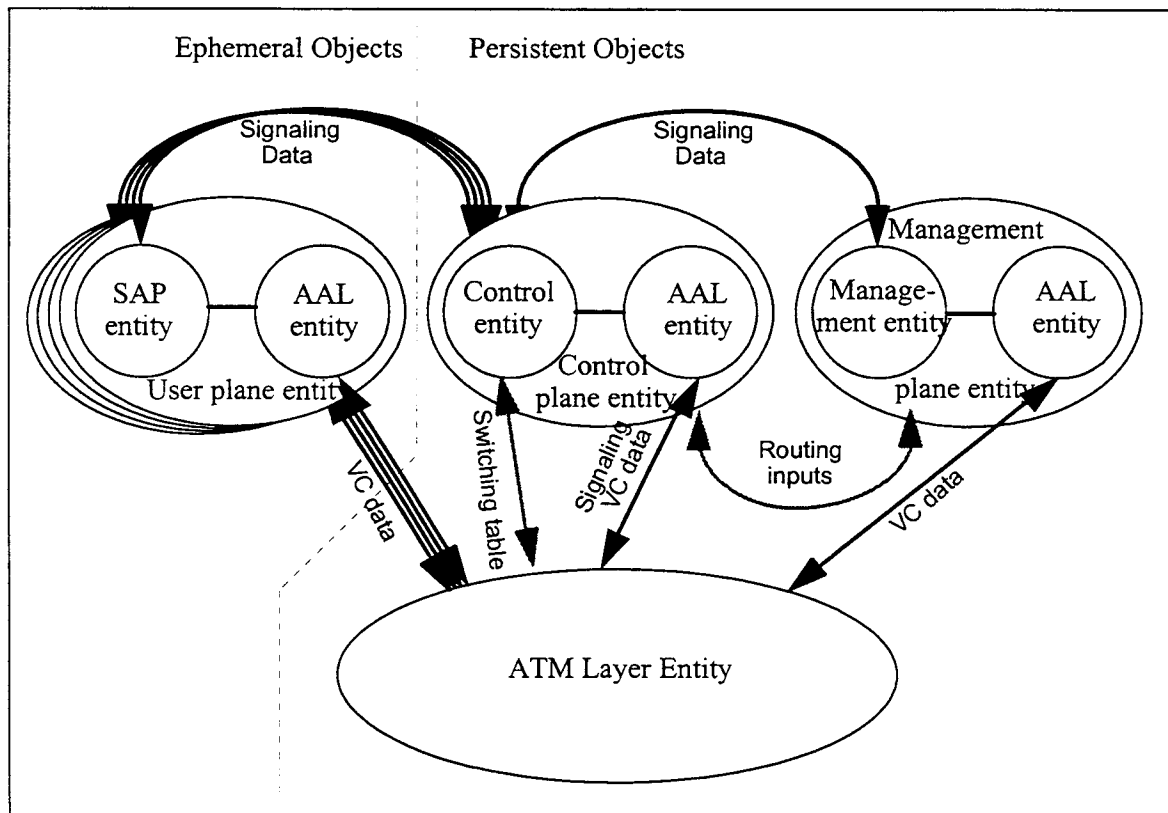 Ephemeral Objects
Persistent Objects
Signaling
Data
Signaling
Data
SAP
entity
AAL
entity
User plane entit
Control
entity
AAL
entity
Control
plane entity
Management
Manage-
ment entity
AAL
entity
plane entity
VC data
Switching table
Signaling
VC data
Routing
inputs
VC data
ATM Layer Entity